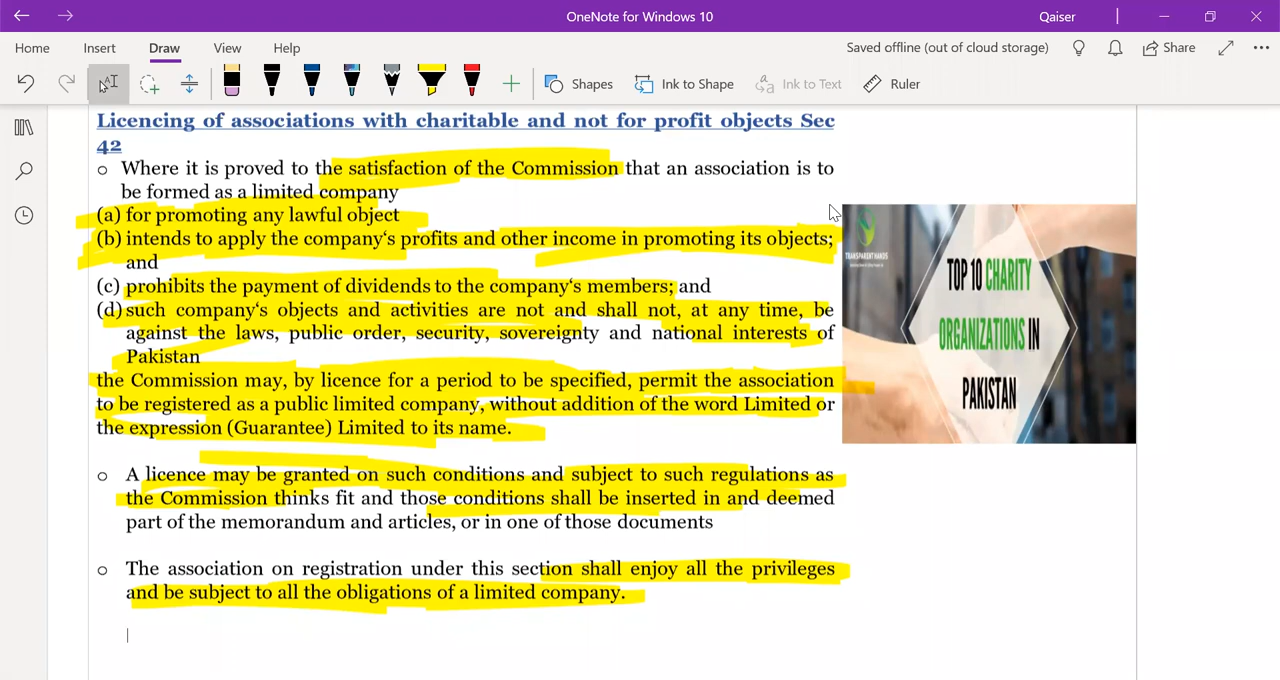 OneNote for Windows 10
Qaiser
Home Insert Draw View Help
Saved offline (out of cloud storage)
Share
Shapes
Ink to Shape
Ink to Text
Ruler
Licencing of associations with charitable and not for profit objects Sec
42
o Where it is proved to the satisfaction of the Commission that an association is to
be formed as a limited company
(a) for promoting any lawful object
(b) intends to apply the company‘s profits and other income in promoting its objects;
and
(c) prohibits the payment of dividends to the company‘s members; and
(d) such company‘s objects and activities are not and shall not, at any time, be
against the laws, public order, security, sovereignty and national interests of
Pakistan
the Commission may, by licence for a period to be specified, permit the association
to be registered as a public limited company, without addition of the word Limited or
the expression (Guarantee) Limited to its name.
o A licence may be granted on such conditions and subject to such regulations as
the Commission thinks fit and those conditions shall be inserted in and deemed
part of the memorandum and articles, or in one of those documents
o The association on registration under this section shall enjoy all the privileges
and be subject to all the obligations of a limited company.
TRANSPARENT HANDS
TOP 10 CHARITY
ORGANIZATIONS IN
PAKISTAN